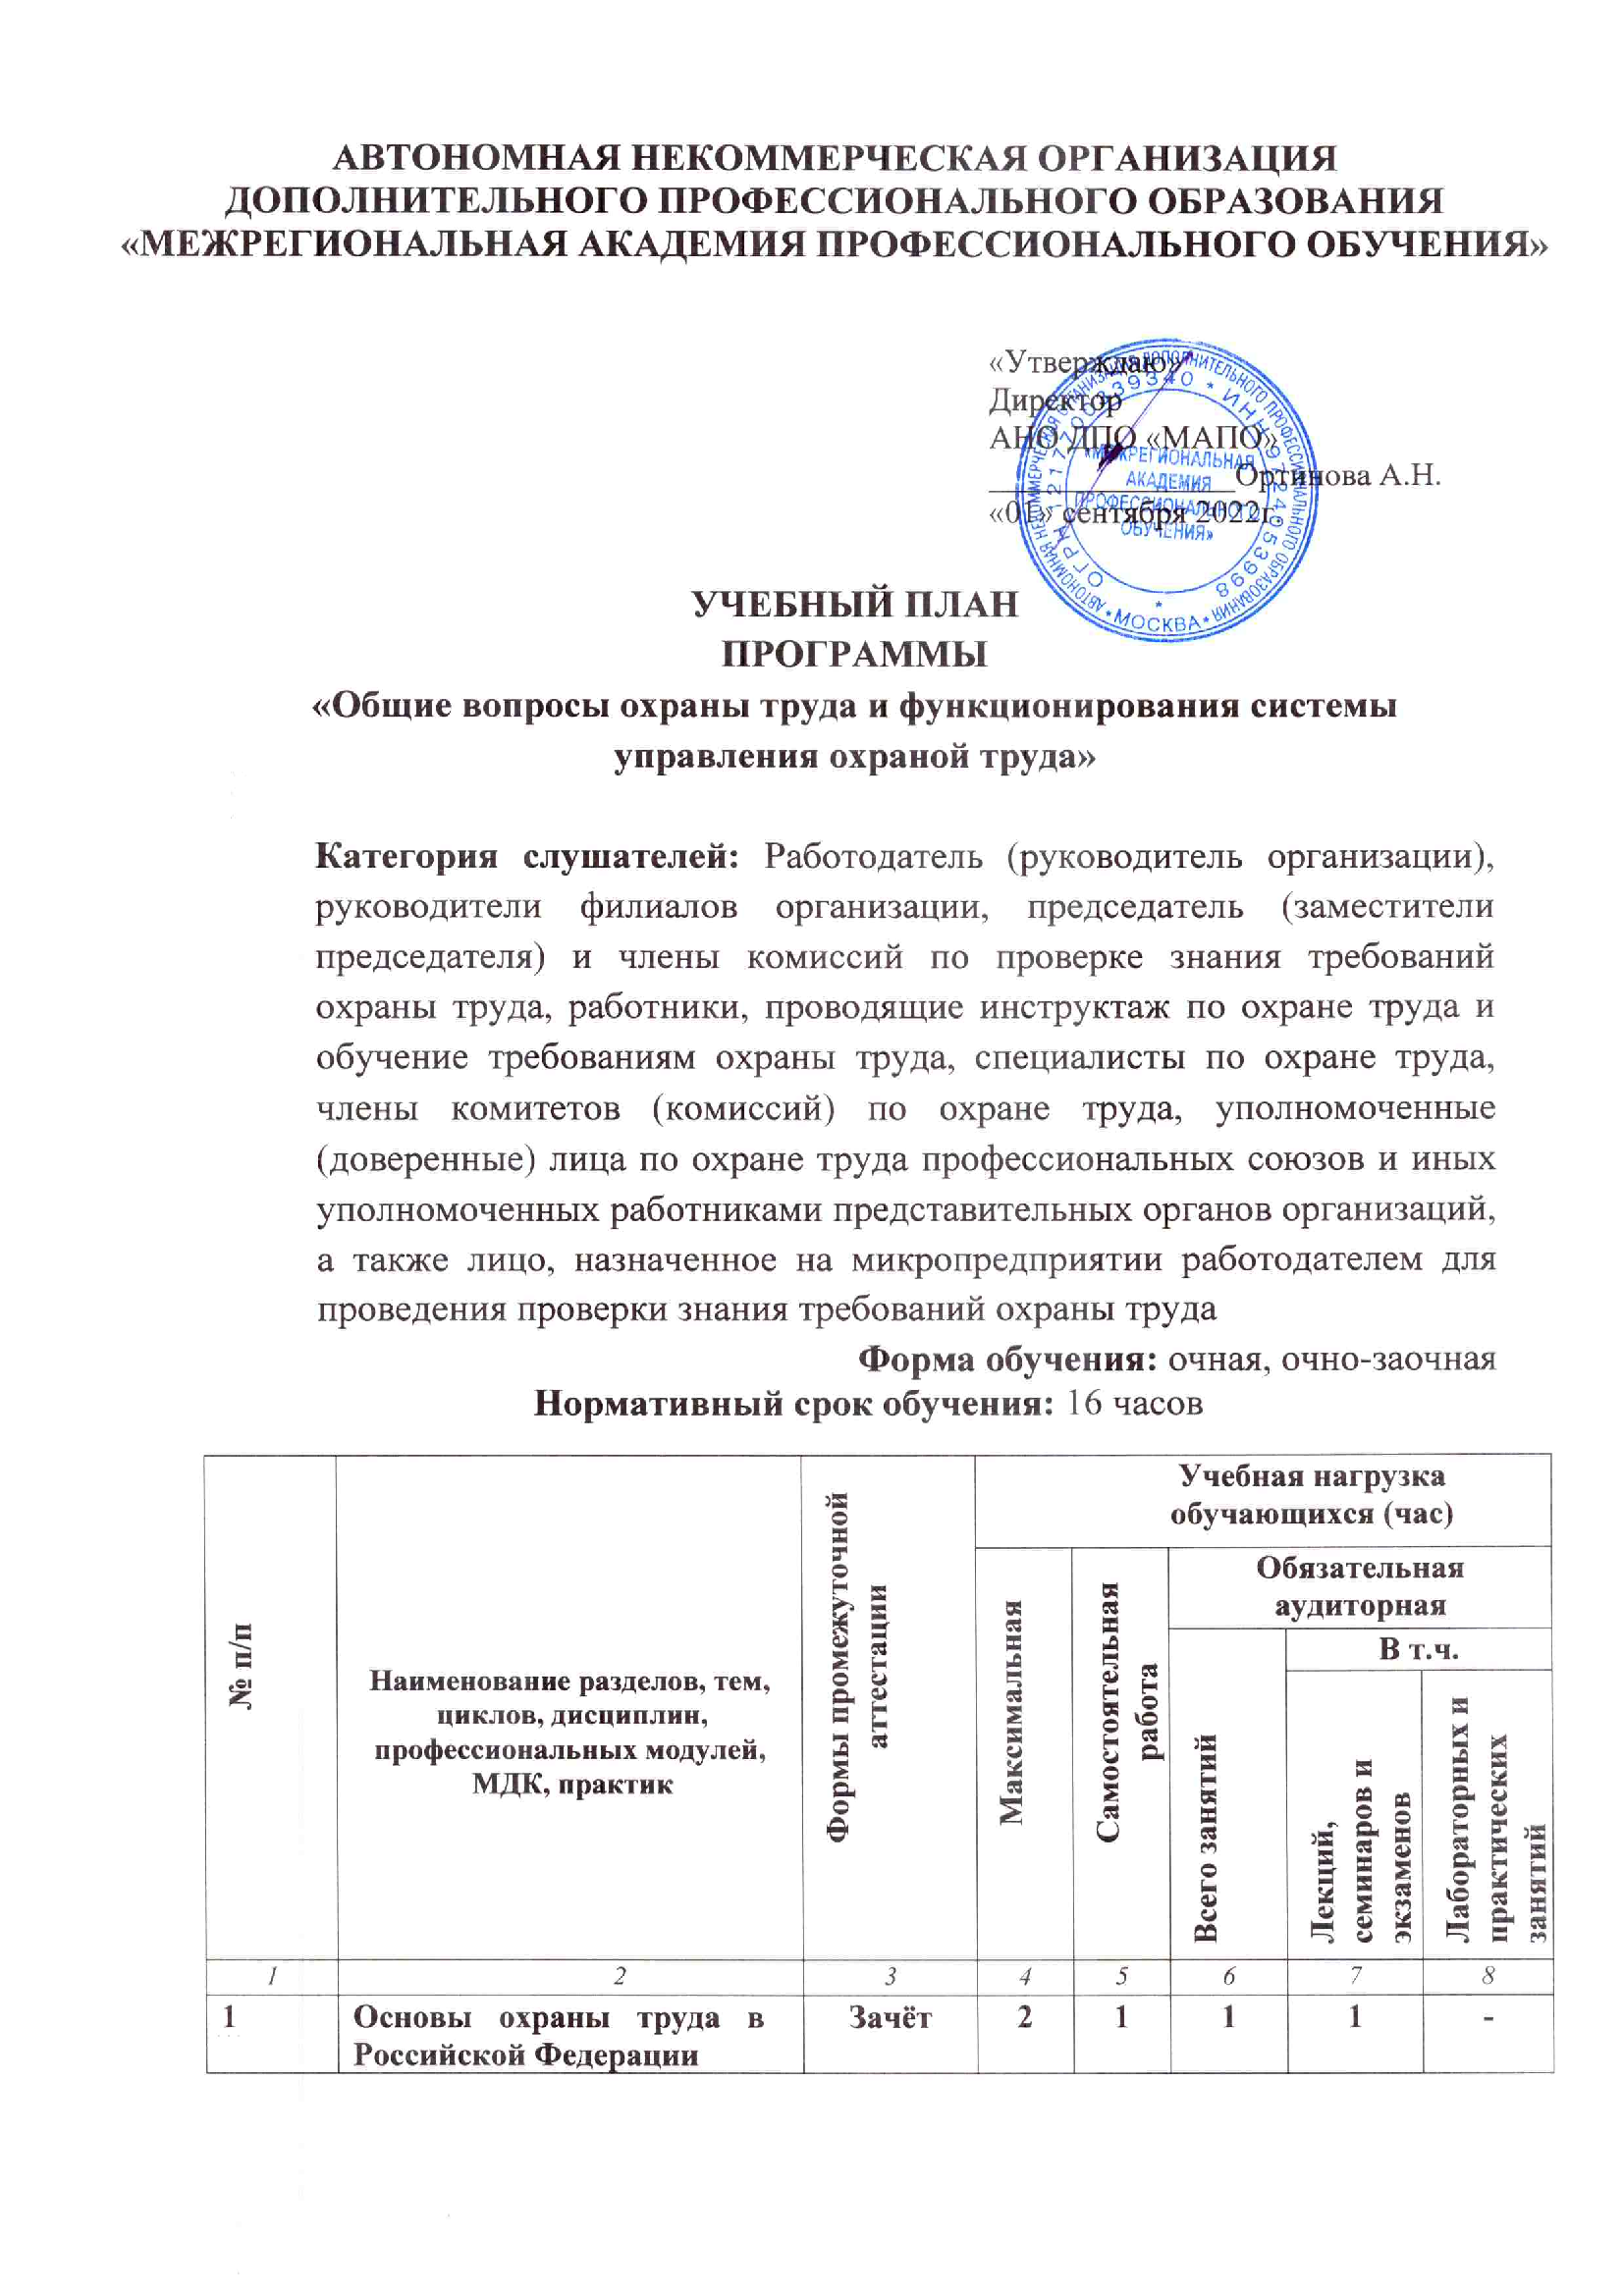 АВТОНОМНАЯ НЕКОММЕРЧЕСКАЯ ОРГАНИЗАЦИЯ
ДОПОЛНИТЕЛЬНОГО ПРОФЕССИОНАЛЬНОГО ОБРАЗОВАНИЯ
«МЕЖРЕГИОНАЛЬНАЯ АКАДЕМИЯ ПРОФЕССИОНАЛЬНОГО ОБУЧЕНИЯ»
«Утверждаю»
Директор
АНО ДПО «МАПО»
Ортинова А.Н.
«01» сентября 2022г.
АВТОНОМНАЯ НЕКОММЕРЧЕСКАЯ ОРГАНИЗАЦИЯ ДОПОЛНИТЕЛЬНОГО ПРОФЕССИОНАЛЬНОГО ОБРАЗОВАНИЯ
* МОСКВА *
ОГРН 1217700339340 * ИНН 9724053998
«МЕЖРЕГИОНАЛЬНАЯ
АКАДЕМИЯ
ПРОФЕССИОНАЛЬНОГО
ОБУЧЕНИЯ»
УЧЕБНЫЙ ПЛАН
ПРОГРАММЫ
«Общие вопросы охраны труда и функционирования системы
управления охраной труда»
Категория слушателей: Работодатель (руководитель организации),
руководители филиалов организации, председатель (заместители
председателя) и члены комиссий по проверке знания требований
охраны труда, работники, проводящие инструктаж по охране труда и
обучение требованиям охраны труда, специалисты по охране труда,
члены комитетов (комиссий) по охране труда, уполномоченные
(доверенные) лица по охране труда профессиональных союзов и иных
уполномоченных работниками представительных органов организаций,
а также лицо, назначенное на микропредприятии работодателем для
проведения проверки знания требований охраны труда
Форма обучения: очная, очно-заочная
Нормативный срок обучения: 16 часов
№ п/п
Наименование разделов, тем,
циклов, дисциплин,
профессиональных модулей,
МДК, практик
Формы промежуточной
аттестации
Учебная нагрузка
обучающихся (час)
Максимальная
Самостоятельная
работа
Обязательная
аудиторная
Всего занятий
В т.ч.
Лекций,
семинаров и
экзаменов
Лабораторных и
практических
занятий
1 2 3 4 5 6 7 8
1 Основы охраны труда в Зачёт 2 1 1 1 -
Российской Федерации